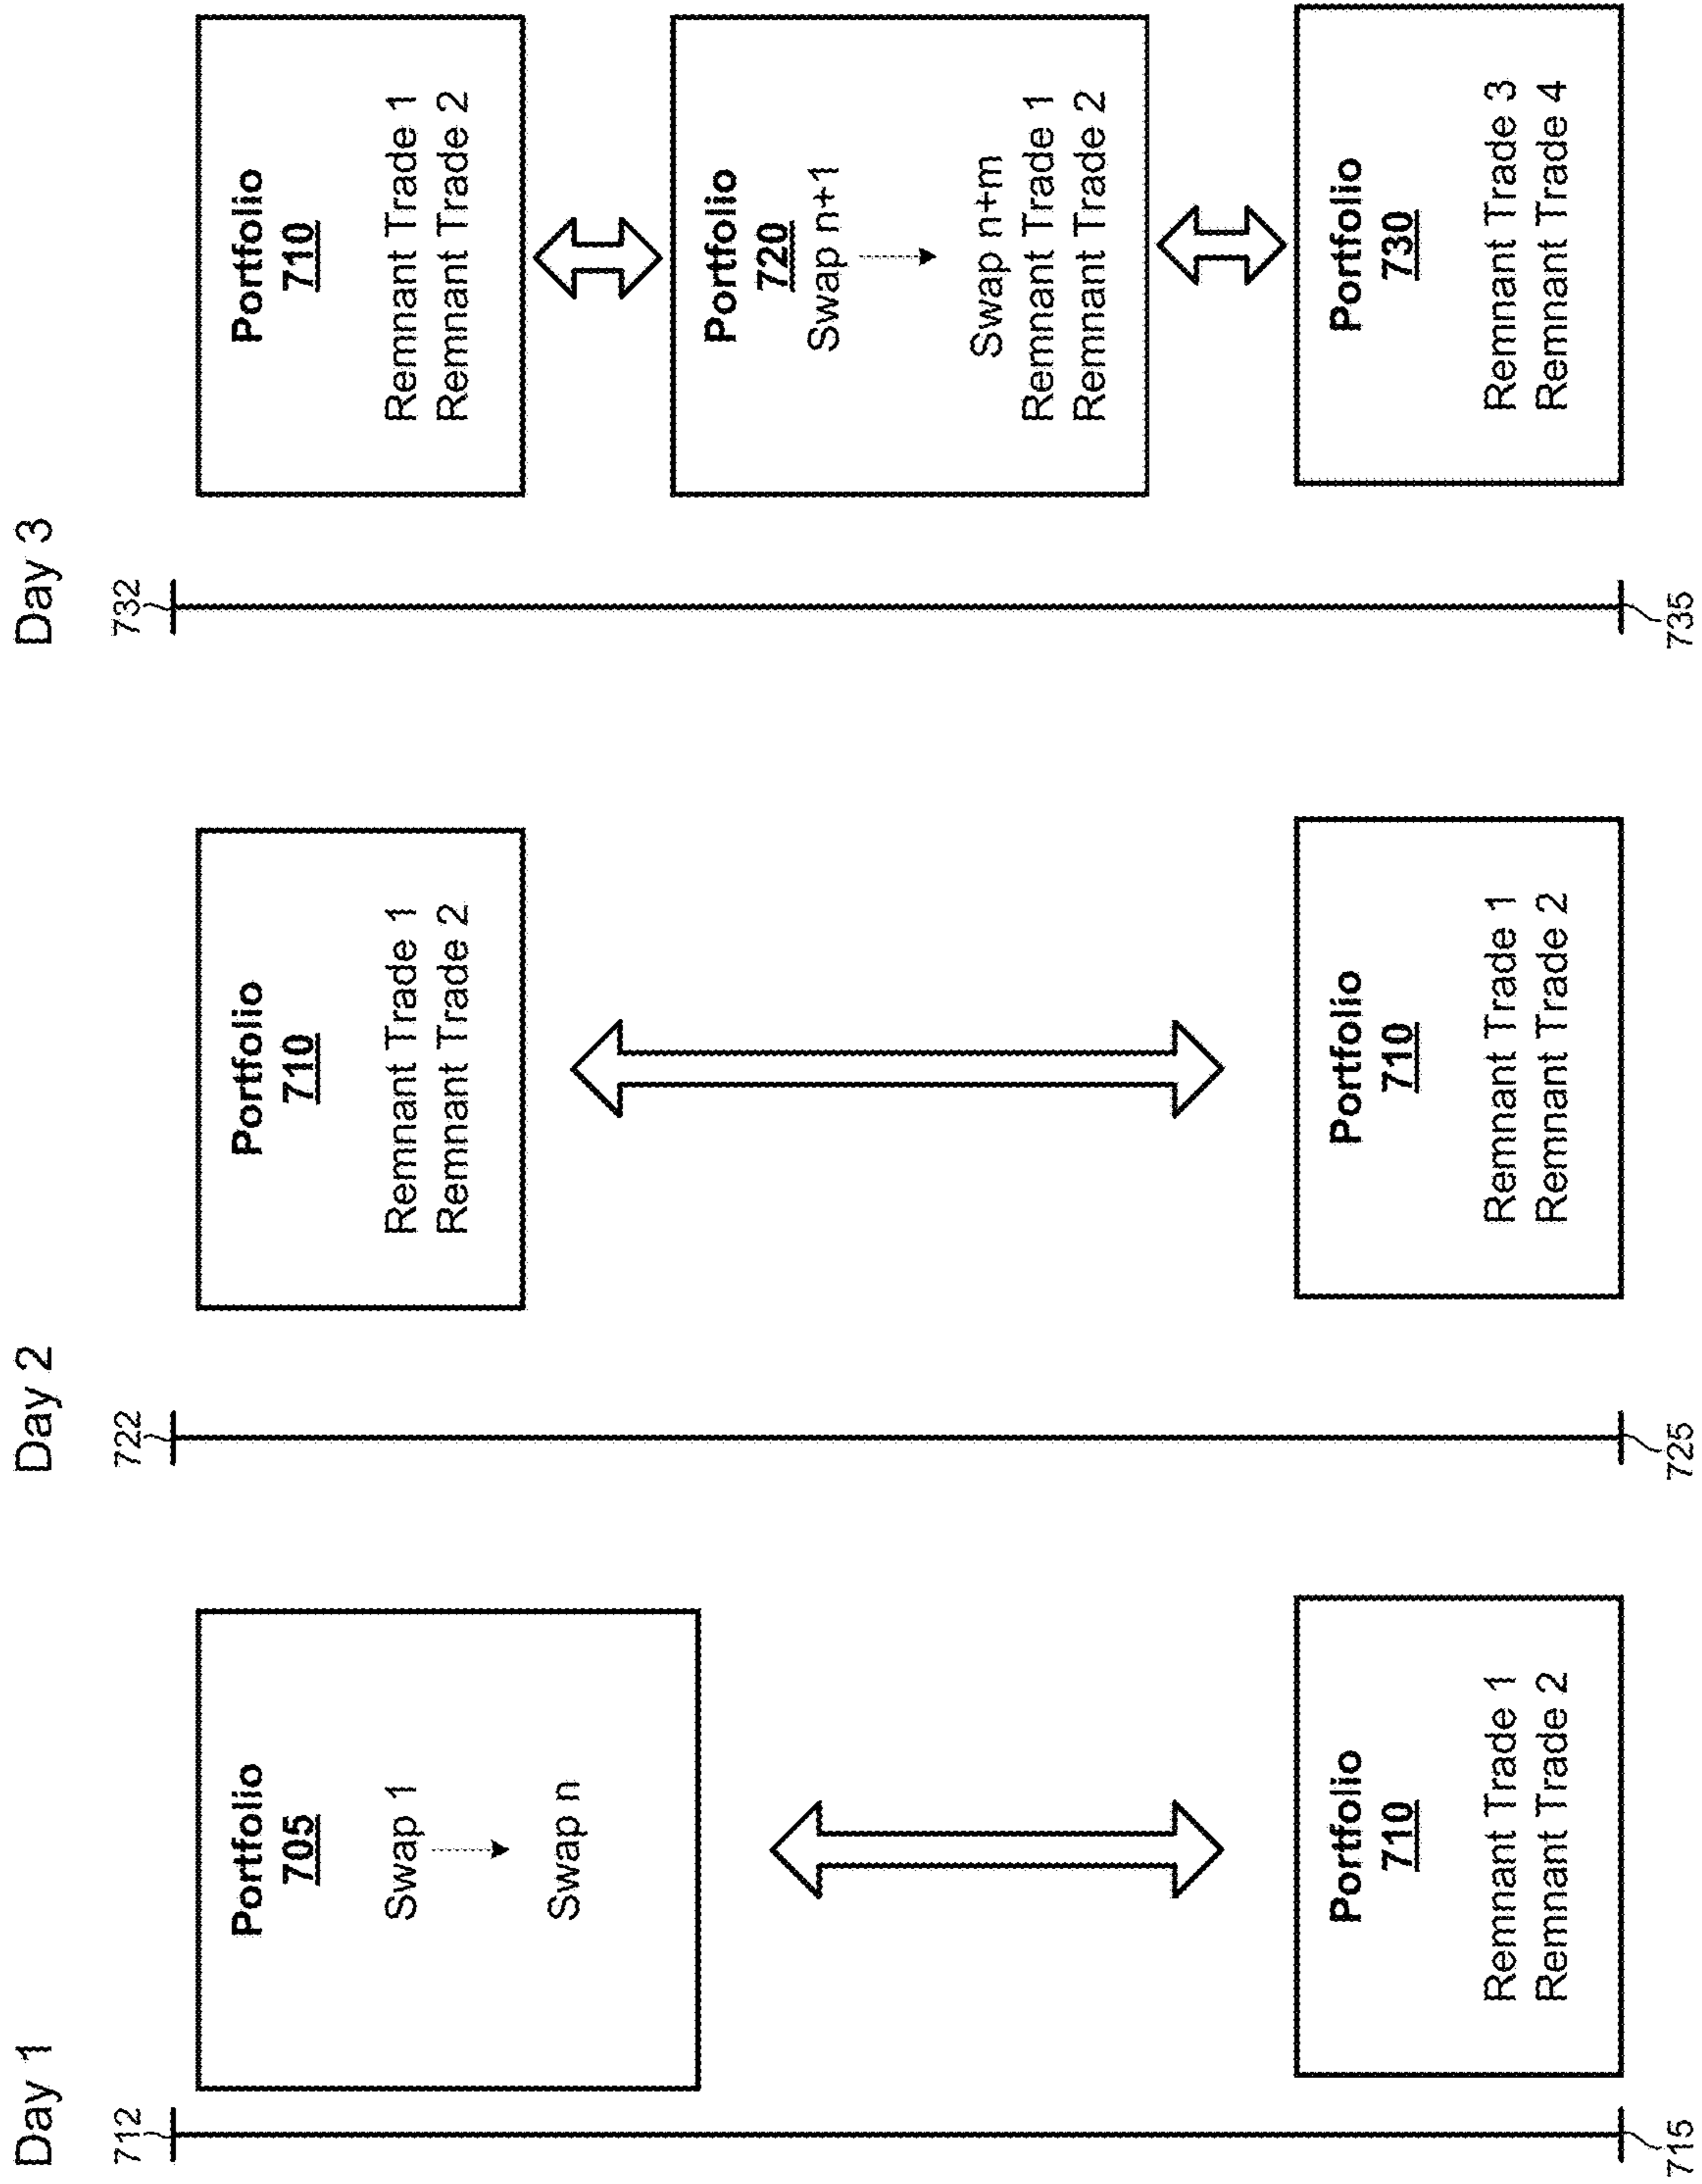 Day 1
712
Portfolio
705
Swap 1
Swap n
Portfolio
710
Remnant Trade 1
Remnant Trade 2
715
Day 2
722
Portfolio
710
Remnant Trade 1
Remnant Trade 2
Portfolio
710
Remnant Trade 1
Remnant Trade 2
725
Day 3
732
Portfolio
710
Remnant Trade 1
Remnant Trade 2
Portfolio
720
Swap n+1
Swap n+m
Remnant Trade 1
Remnant Trade 2
Portfolio
730
Remnant Trade 3
Remnant Trade 4
735